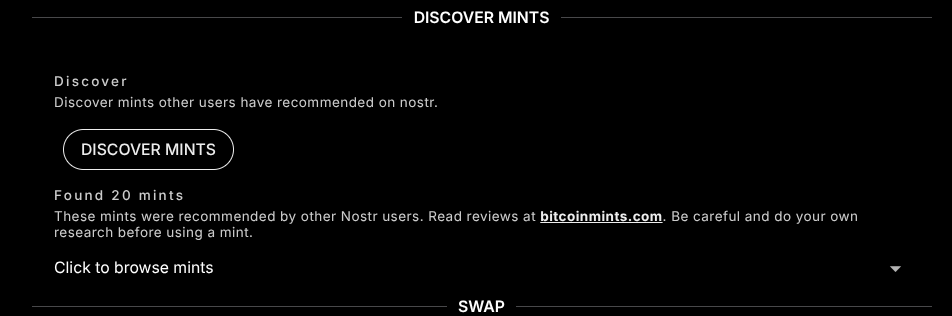 DISCOVER MINTS
Discover
Discover mints other users have recommended on nostr.
DISCOVER MINTS
Found 20 mints
These mints were recommended by other Nostr users. Read reviews at bitcoinmints.com. Be careful and do your own
research before using a mint.
Click to browse mints
SWAP